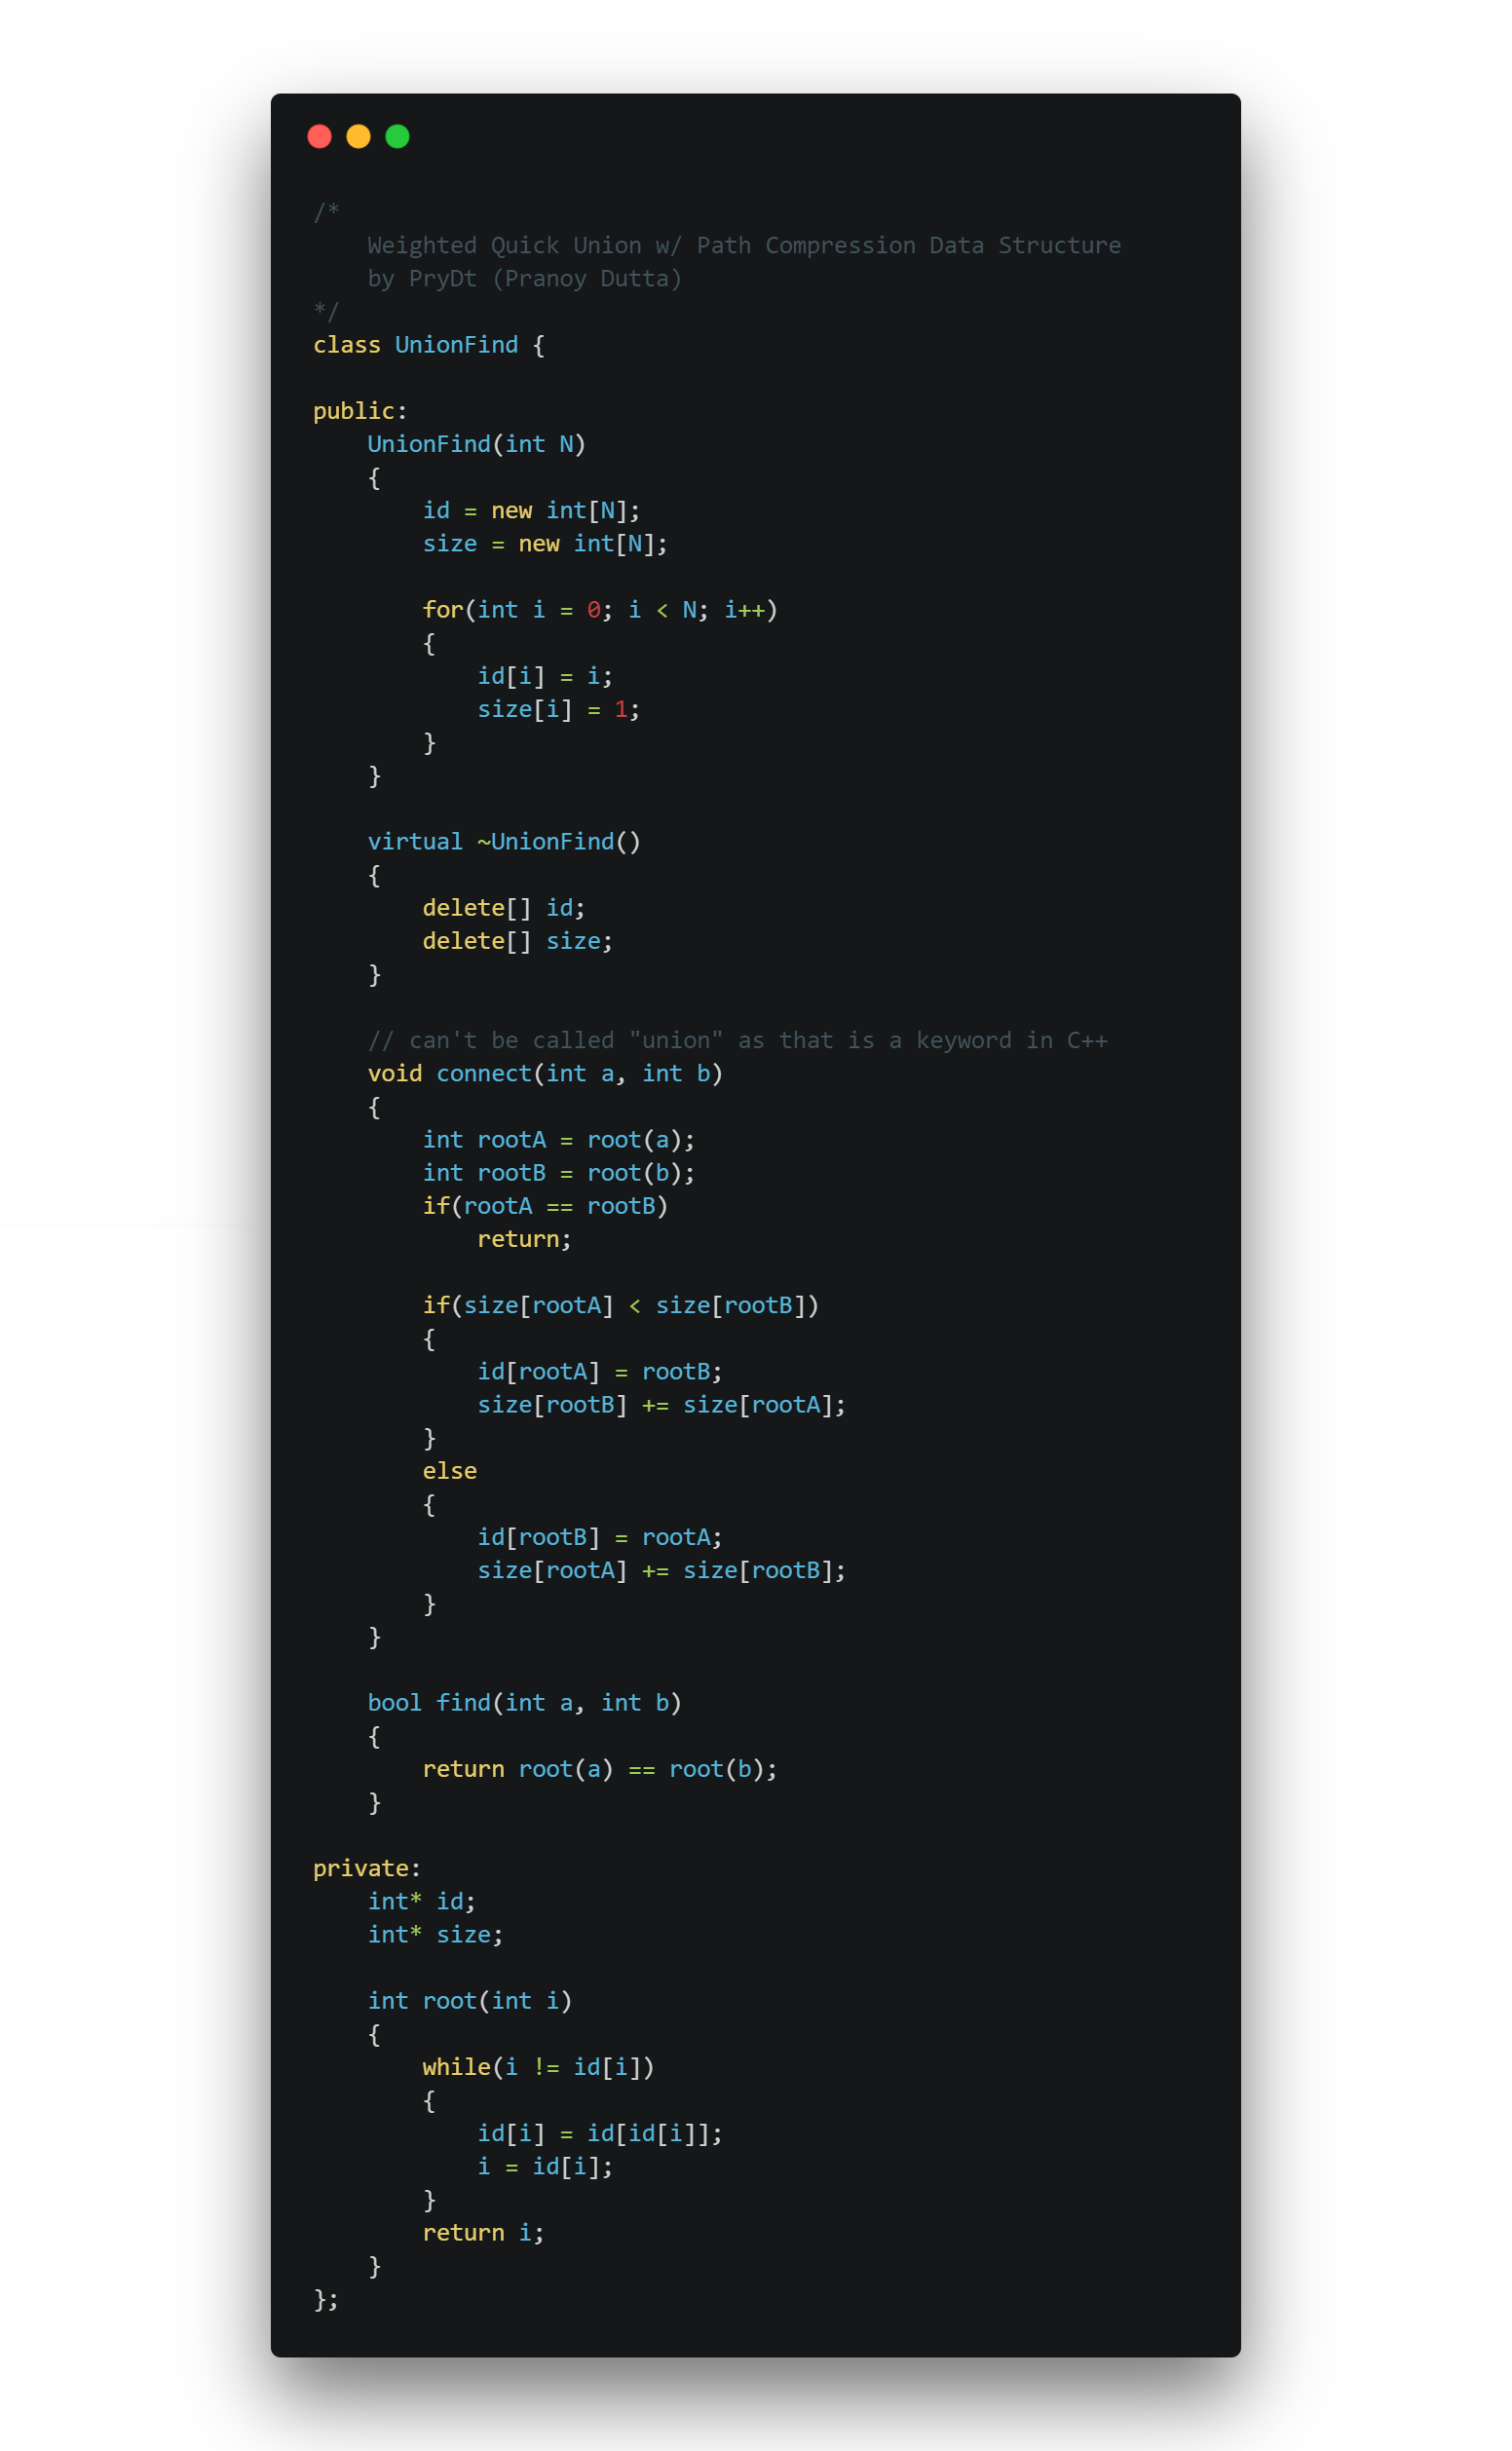 /*
    Weighted Quick Union w/ Path Compression Data Structure
    by PryDt (Pranoy Dutta)
*/
class UnionFind {

public:
    UnionFind(int N)
    {
        id = new int[N];
        size = new int[N];

        for(int i = 0; i < N; i++)
        {
            id[i] = i;
            size[i] = 1;
        }
    }

    virtual ~UnionFind()
    {
        delete[] id;
        delete[] size;
    }

    // can't be called "union" as that is a keyword in C++
    void connect(int a, int b)
    {
        int rootA = root(a);
        int rootB = root(b);
        if(rootA == rootB)
            return;

        if(size[rootA] < size[rootB])
        {
            id[rootA] = rootB;
            size[rootB] += size[rootA];
        }
        else
        {
            id[rootB] = rootA;
            size[rootA] += size[rootB];
        }
    }

    bool find(int a, int b)
    {
        return root(a) == root(b);
    }

private:
    int* id;
    int* size;

    int root(int i)
    {
        while(i != id[i])
        {
            id[i] = id[id[i]];
            i = id[i];
        }
        return i;
    }
};